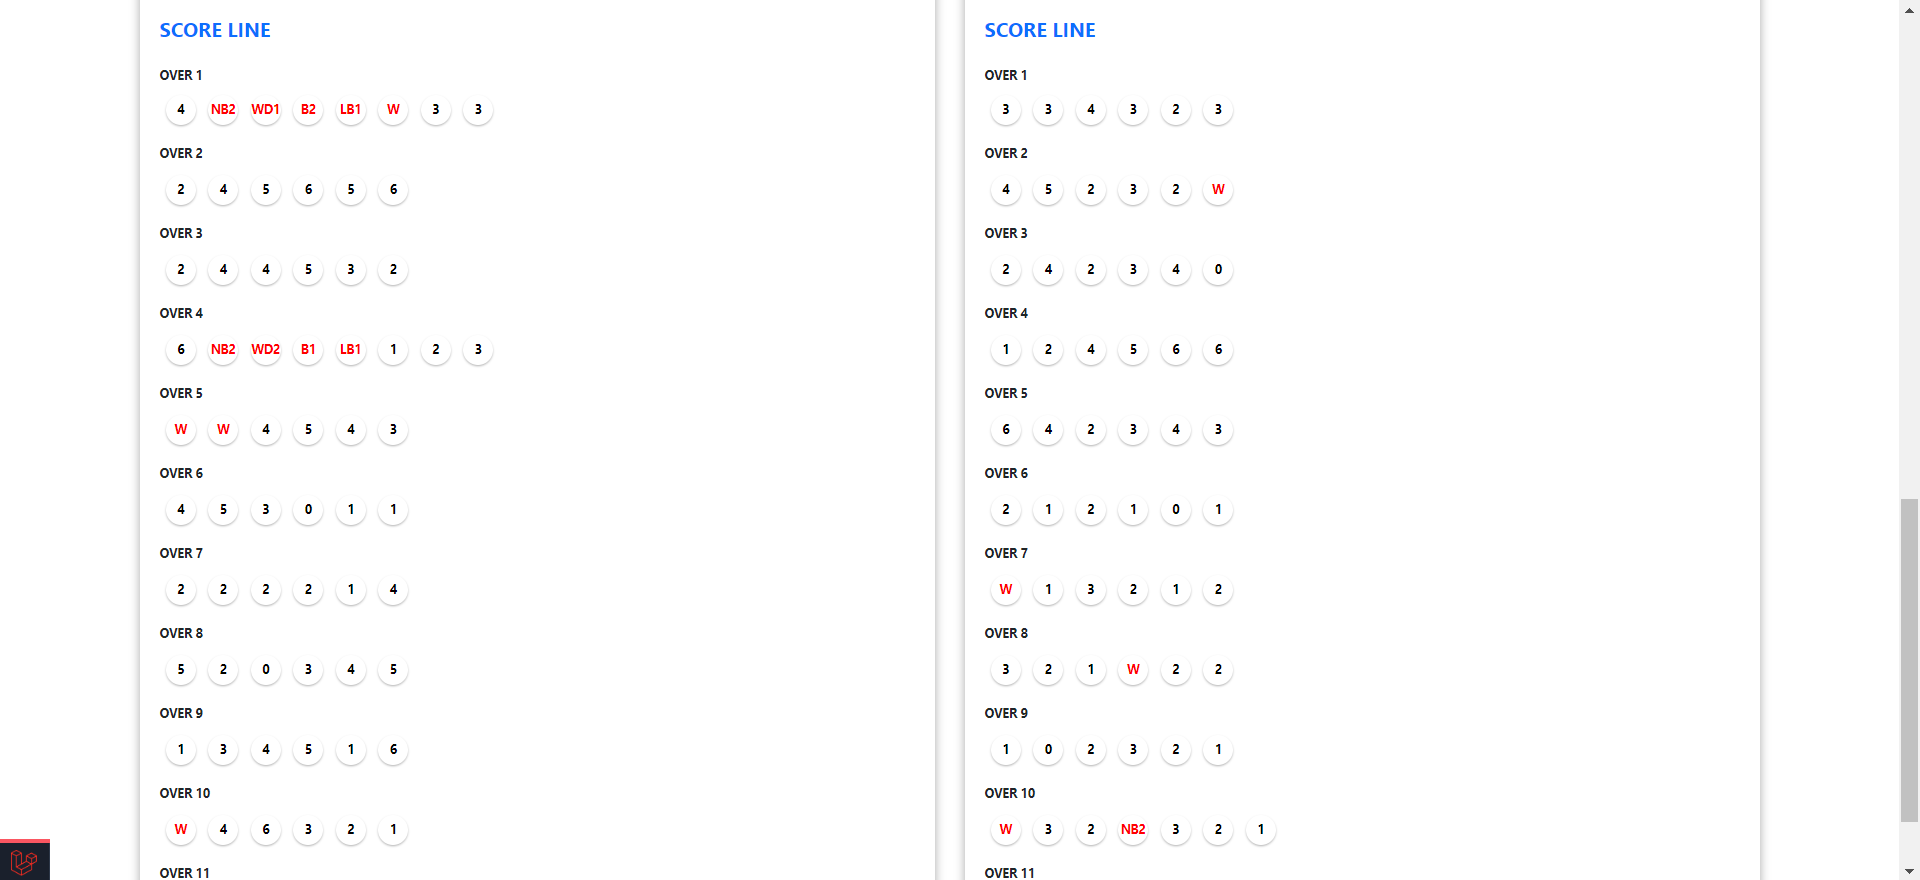 SCORE LINE
OVER 1
4 NB2 WD1 B2 LB1 W 3 3
OVER 2
2 4 5 6 5 6
OVER 3
2 4 4 5 3 2
OVER 4
6 NB2 WD2 B1 LB1 1 2 3
OVER 5
W W 4 5 4 3
OVER 6
4 5 3 0 1 1
OVER 7
2 2 2 2 1 4
OVER 8
5 2 0 3 4 5
OVER 9
1 3 4 5 1 6
OVER 10
W 4 6 3 2 1
OVER 11
SCORE LINE
OVER 1
3 3 4 3 2 3
OVER 2
4 5 2 3 2 W
OVER 3
2 4 2 3 4 0
OVER 4
1 2 4 5 6 6
OVER 5
6 4 2 3 4 3
OVER 6
2 1 2 1 0 1
OVER 7
W 1 3 2 1 2
OVER 8
3 2 1 W 2 2
OVER 9
1 0 2 3 2 1
OVER 10
W 3 2 NB2 3 2 1
OVER 11